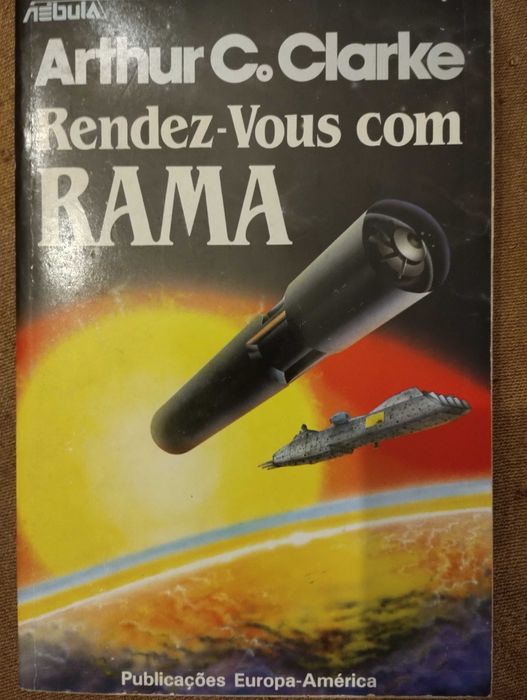 NEBULA
Arthur C. Clarke
Rendez-Vous com
RAMA
Publicações Europa-América